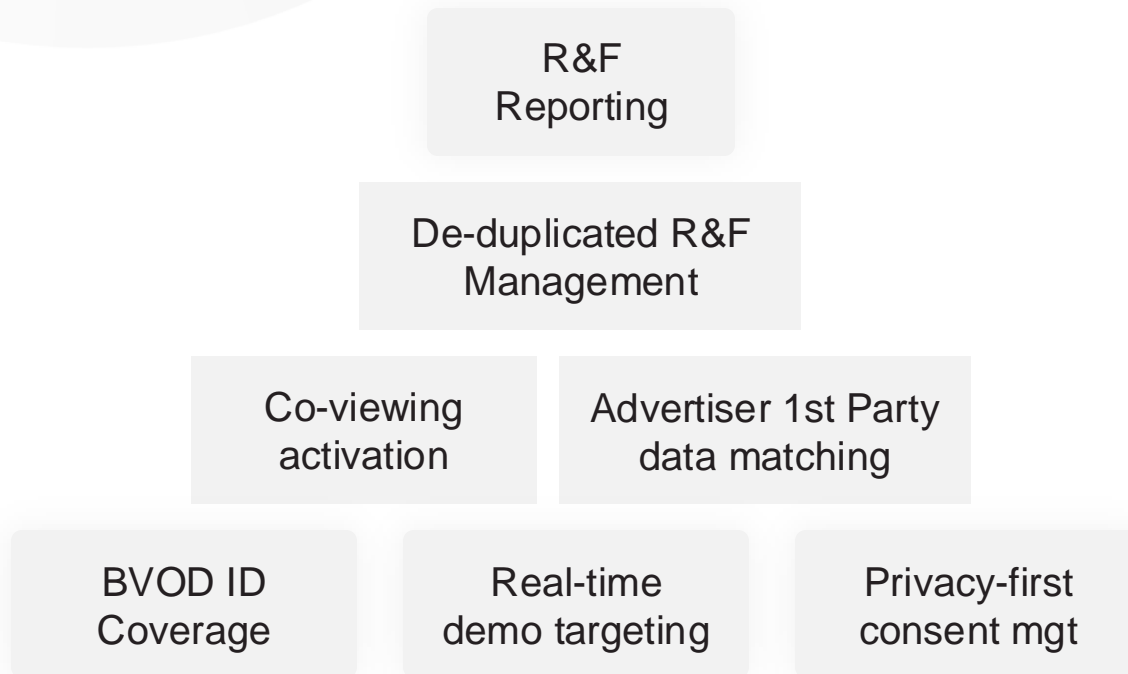 R&F
Reporting
De-duplicated R&F
Management
Co-viewing
activation
Advertiser 1st Party
data matching
BVOD ID
Coverage
Real-time
demo targeting
Privacy-first
consent mgt